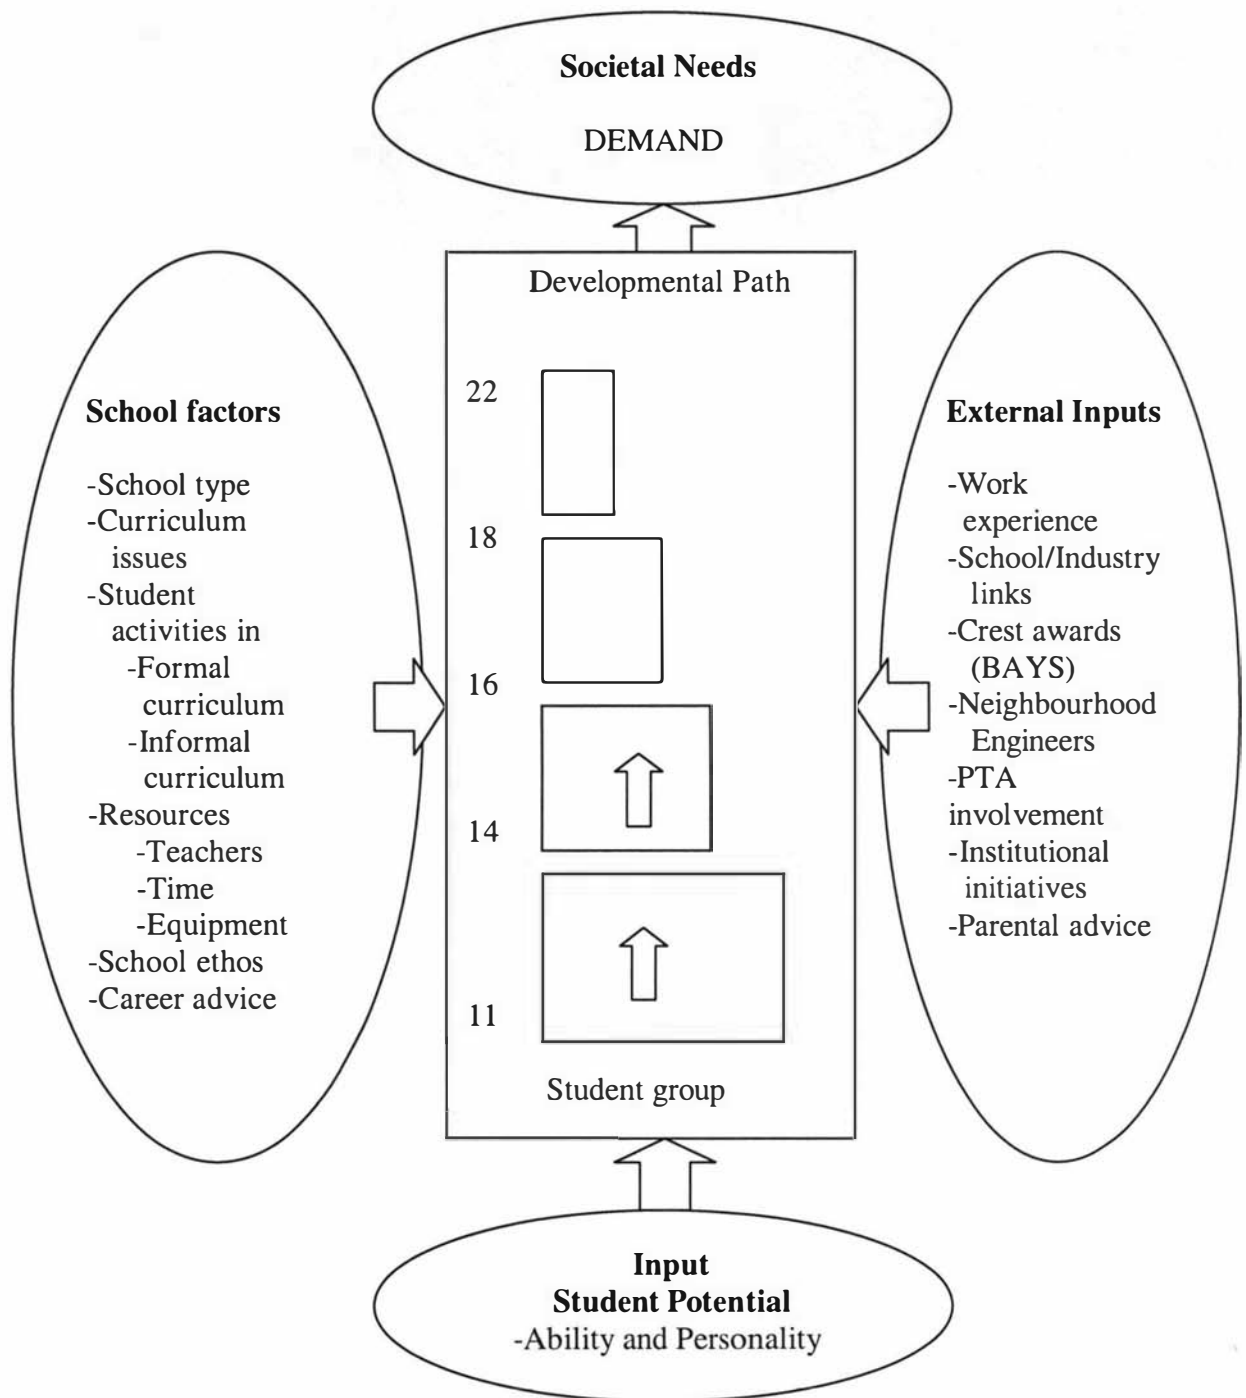 Societal Needs
DEMAND
Developmental Path
22
18
16
14
11
Student group
School factors
-School type
-Curriculum
issues
-Student
activities in
-Formal
curriculum
-Informal
curriculum
-Resources
-Teachers
-Time
-Equipment
-School ethos
-Career advice
External Inputs
-Work
experience
-School/Industry
links
-Crest awards
(BAYS)
-Neighbourhood
Engineers
-PTA
involvement
-Institutional
initiatives
-Parental advice
Input
Student Potential
-Ability and Personality